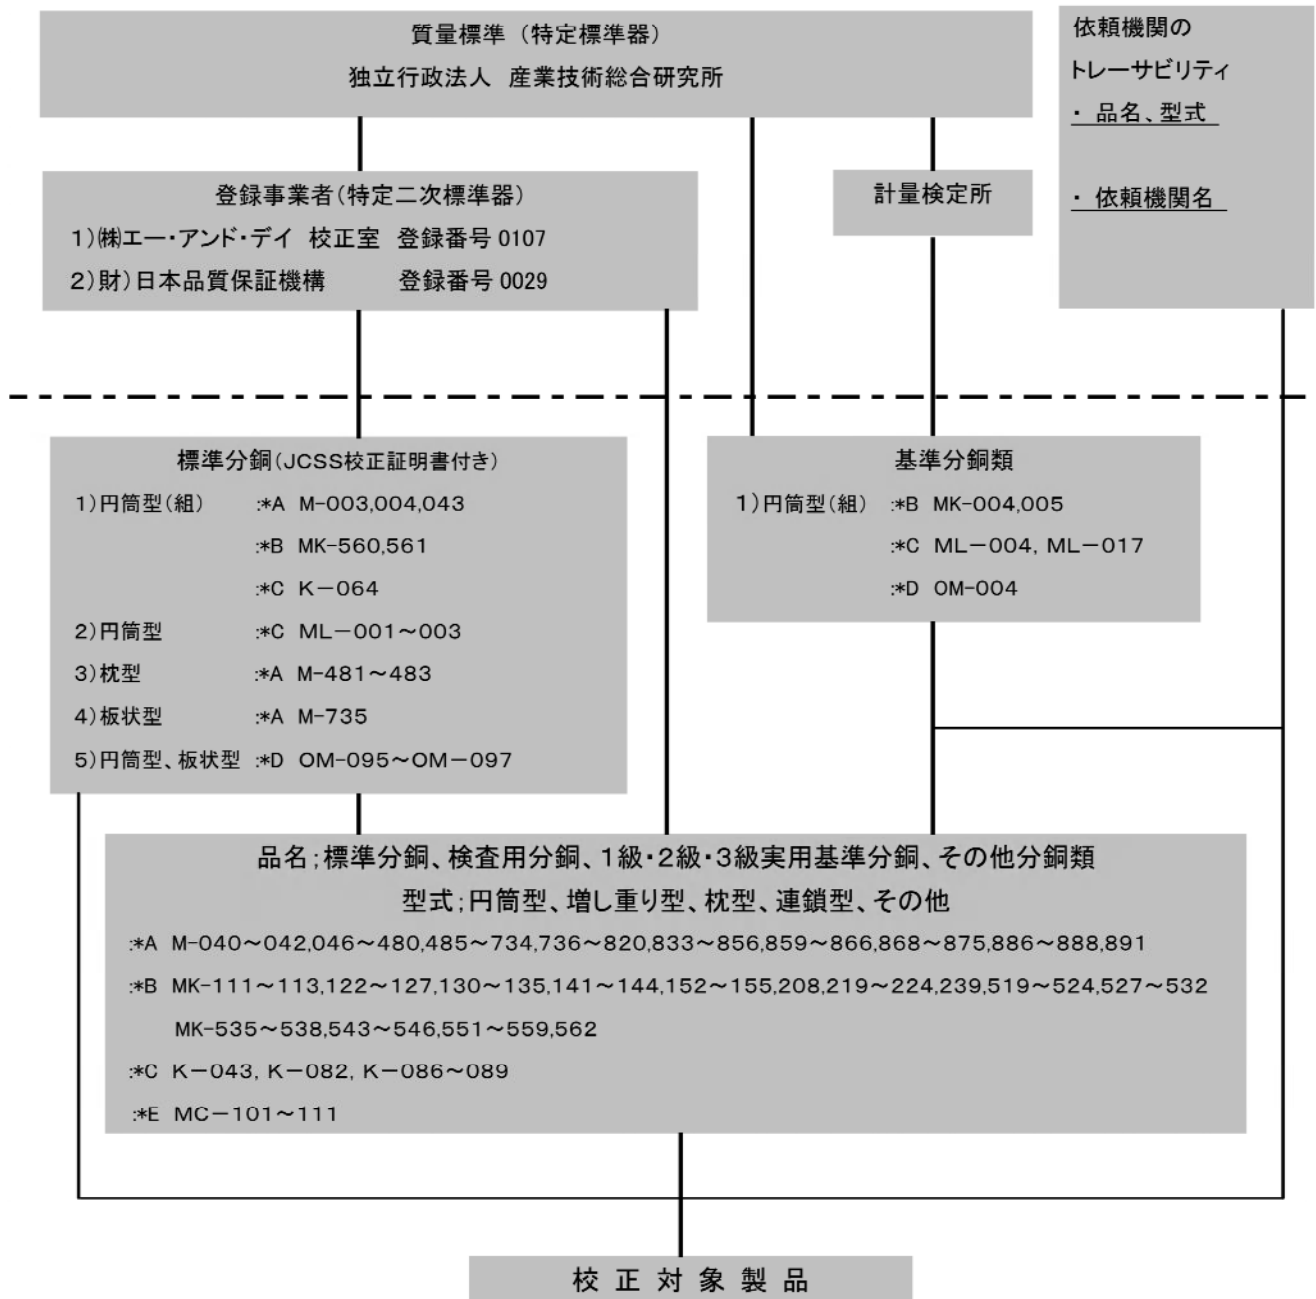 質量標準 (特定標準器)
独立行政法人 産業技術総合研究所
依頼機関の
トレーサビリティ
・ 品名、型式
・ 依頼機関名
登録事業者(特定二次標準器)
1)㈱エー・アンド・デイ 校正室 登録番号 0107
2)財)日本品質保証機構 登録番号 0029
計量検定所
標準分銅(JCSS校正証明書付き)
1)円筒型(組) :*A M-003,004,043
:*B MK-560,561
:*C K-064
2)円筒型 :*C ML-001~003
3)枕型 :*A M-481~483
4)板状型 :*A M-735
5)円筒型、板状型 :*D OM-095~OM-097
基準分銅類
1)円筒型(組) :*B MK-004,005
:*C ML-004, ML-017
:*D OM-004
品名;標準分銅、検査用分銅、1級・2級・3級実用基準分銅、その他分銅類
型式;円筒型、増し重り型、枕型、連鎖型、その他
:*A M-040~042,046~480,485~734,736~820,833~856,859~866,868~875,886~888,891
:*B MK-111~113,122~127,130~135,141~144,152~155,208,219~224,239,519~524,527~532
MK-535~538,543~546,551~559,562
:*C K-043, K-082, K-086~089
:*E MC-101~111
校 正 対 象 製 品